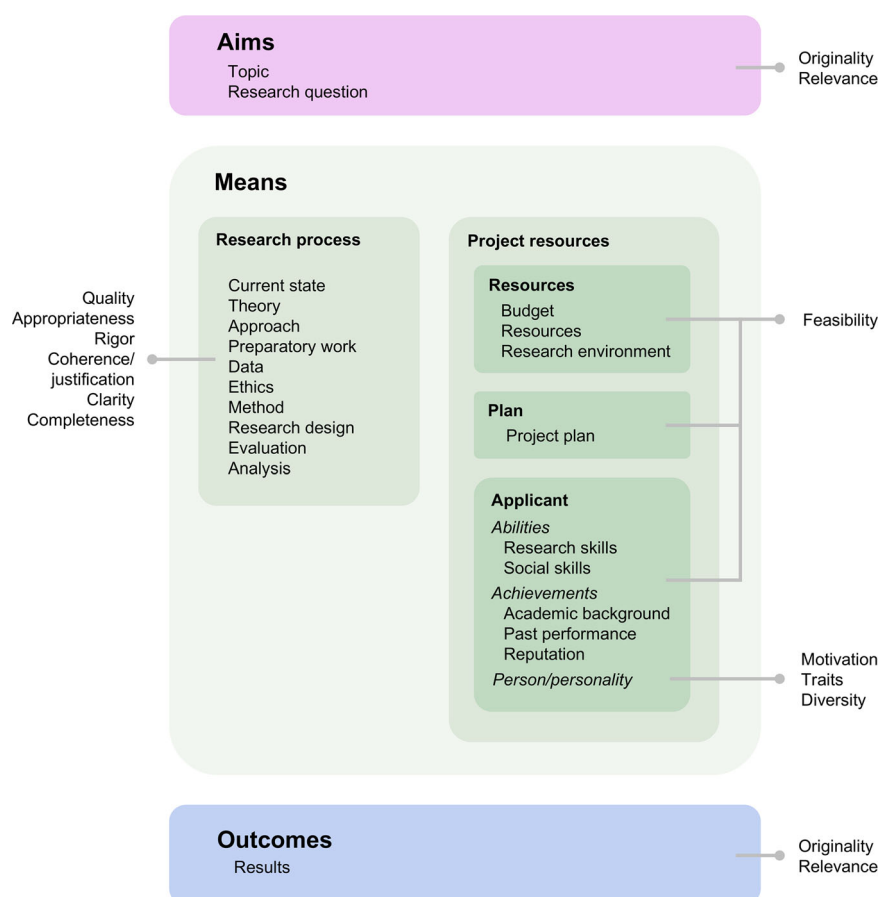 Aims
Topic
Research question
Originality
Relevance
Means
Research process
Current state
Theory
Approach
Preparatory work
Data
Ethics
Method
Research design
Evaluation
Analysis
Quality
Appropriateness
Rigor
Coherence/
justification
Clarity
Completeness
Project resources
Resources
Budget
Resources
Research environment
Plan
Project plan
Applicant
Abilities
Research skills
Social skills
Achievements
Academic background
Past performance
Reputation
Person/personality
Feasibility
Motivation
Traits
Diversity
Outcomes
Results
Originality
Relevance